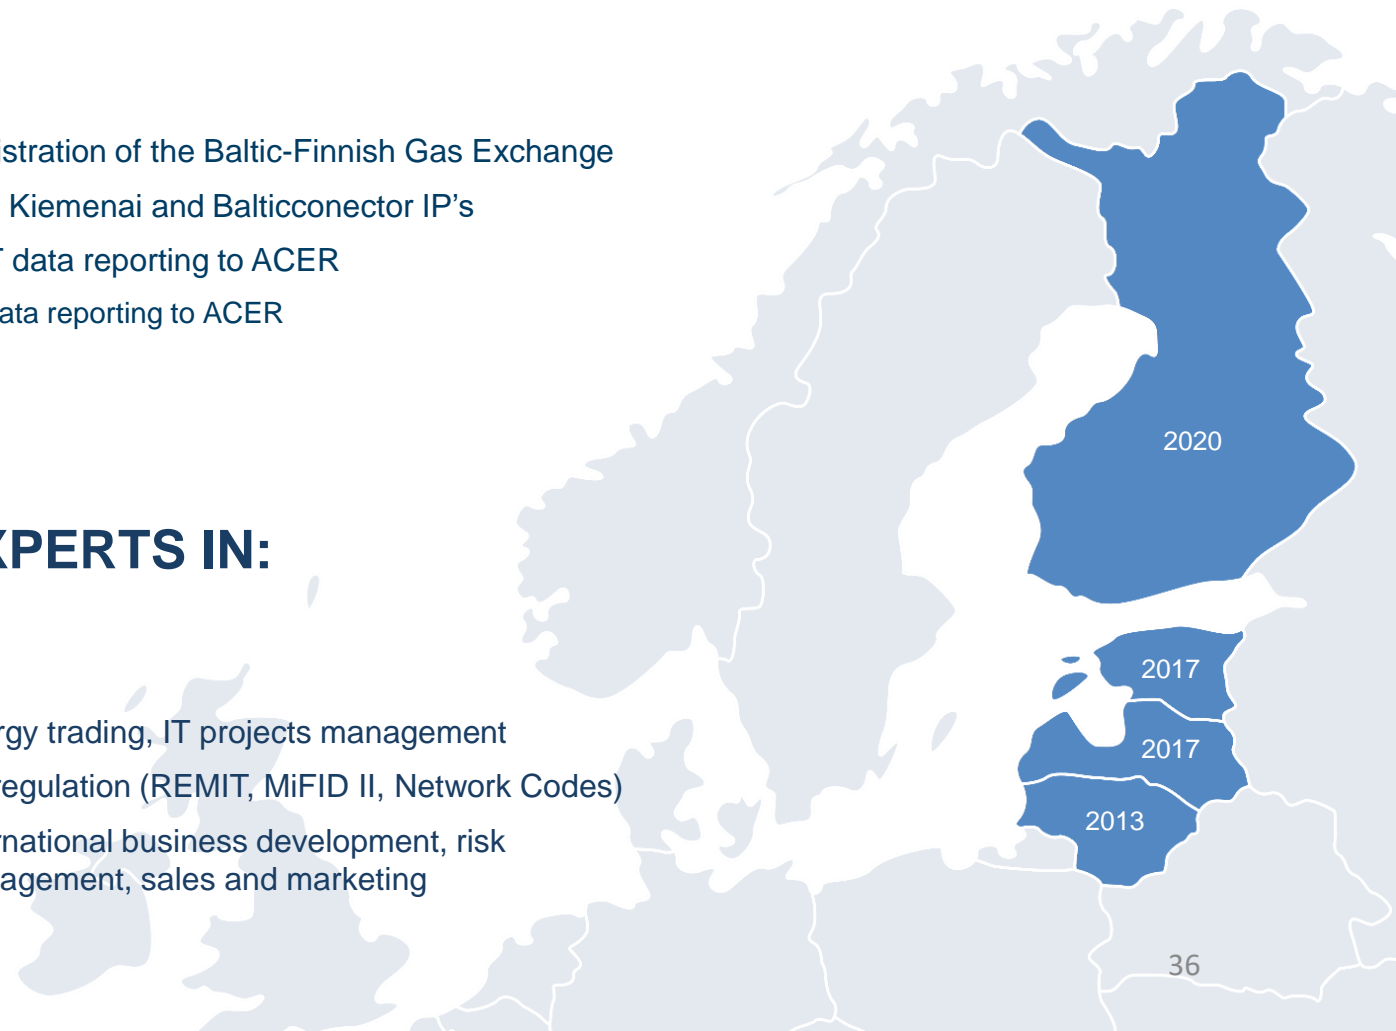 istration of the Baltic-Finnish Gas Exchange
Kiemenai and Balticconector IP's
T data reporting to ACER
ata reporting to ACER
XPERTS IN:
rgy trading, IT projects management
regulation (REMIT, MiFID II, Network Codes)
rnational business development, risk
agement, sales and marketing
2020
2017
2017
2013
36